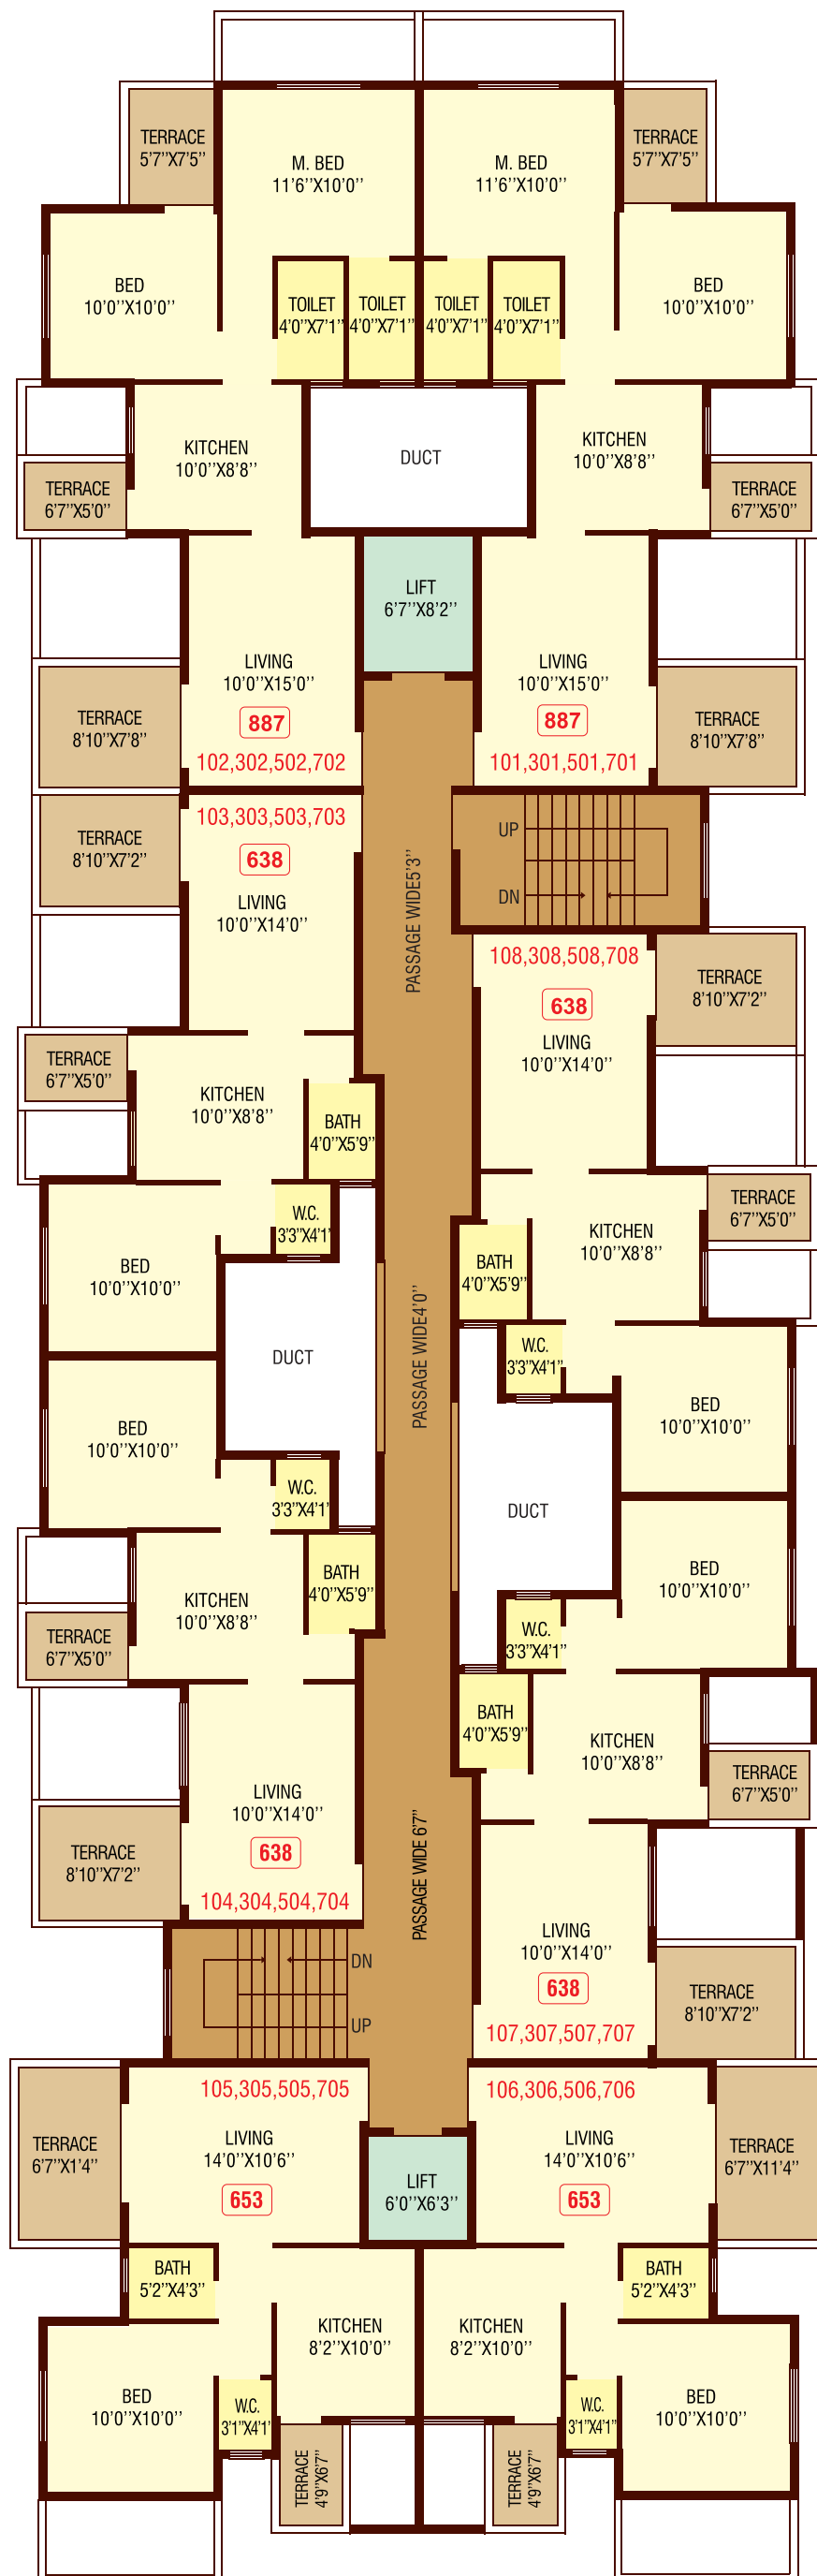 TERRACE
5'7''X7'5''
M. BED
11'6''X10'0''
M. BED
11'6''X10'0''
TERRACE
5'7''X7'5''
BED
10'0''X10'0''
TOILET
4'0''X7'1''
TOILET
4'0''X7'1''
TOILET
4'0''X7'1''
TOILET
4'0''X7'1''
BED
10'0''X10'0''
KITCHEN
10'0''X8'8''
DUCT
KITCHEN
10'0''X8'8''
TERRACE
6'7''X5'0''
TERRACE
6'7''X5'0''
LIFT
6'7''X8'2''
LIVING
10'0''X15'0''
887
102,302,502,702
LIVING
10'0''X15'0''
887
101,301,501,701
TERRACE
8'10''X7'8''
TERRACE
8'10''X7'8''
TERRACE
8'10''X7'2''
103,303,503,703
638
LIVING
10'0''X14'0''
UP
DN
PASSAGE WIDE5'3''
108,308,508,708
638
LIVING
10'0''X14'0''
TERRACE
8'10''X7'2''
TERRACE
6'7''X5'0''
KITCHEN
10'0''X8'8''
BATH
4'0''X5'9''
W.C.
3'3''X4'1'
BED
10'0''X10'0''
TERRACE
6'7''X5'0''
KITCHEN
10'0''X8'8''
BATH
4'0''X5'9''
PASSAGE WIDE4'0''
W.C.
3'3''X4'1''
DUCT
BED
10'0''X10'0''
BED
10'0''X10'0''
W.C.
3'3''X4'1'
DUCT
BED
10'0''X10'0''
KITCHEN
10'0''X8'8''
BATH
4'0''X5'9''
TERRACE
6'7''X5'0''
W.C.
3'3''X4'1''
BATH
4'0''X5'9''
KITCHEN
10'0''X8'8''
TERRACE
6'7''X5'0''
LIVING
10'0''X14'0''
638
104,304,504,704
TERRACE
8'10''X7'2''
PASSAGE WIDE 6'7''
LIVING
10'0''X14'0''
638
107,307,507,707
TERRACE
8'10''X7'2''
DN
UP
105,305,505,705
LIVING
14'0''X10'6''
653
106,306,506,706
LIVING
14'0''X10'6''
653
TERRACE
6'7''X1'4''
TERRACE
6'7''X11'4''
LIFT
6'0''X6'3''
BATH
5'2''X4'3''
BATH
5'2''X4'3''
KITCHEN
8'2''X10'0''
KITCHEN
8'2''X10'0''
BED
10'0''X10'0''
W.C.
3'1''X4'1'
W.C.
3'1''X4'1''
BED
10'0''X10'0''
TERRACE
4'9''X6'7''
TERRACE
4'9''X6'7''